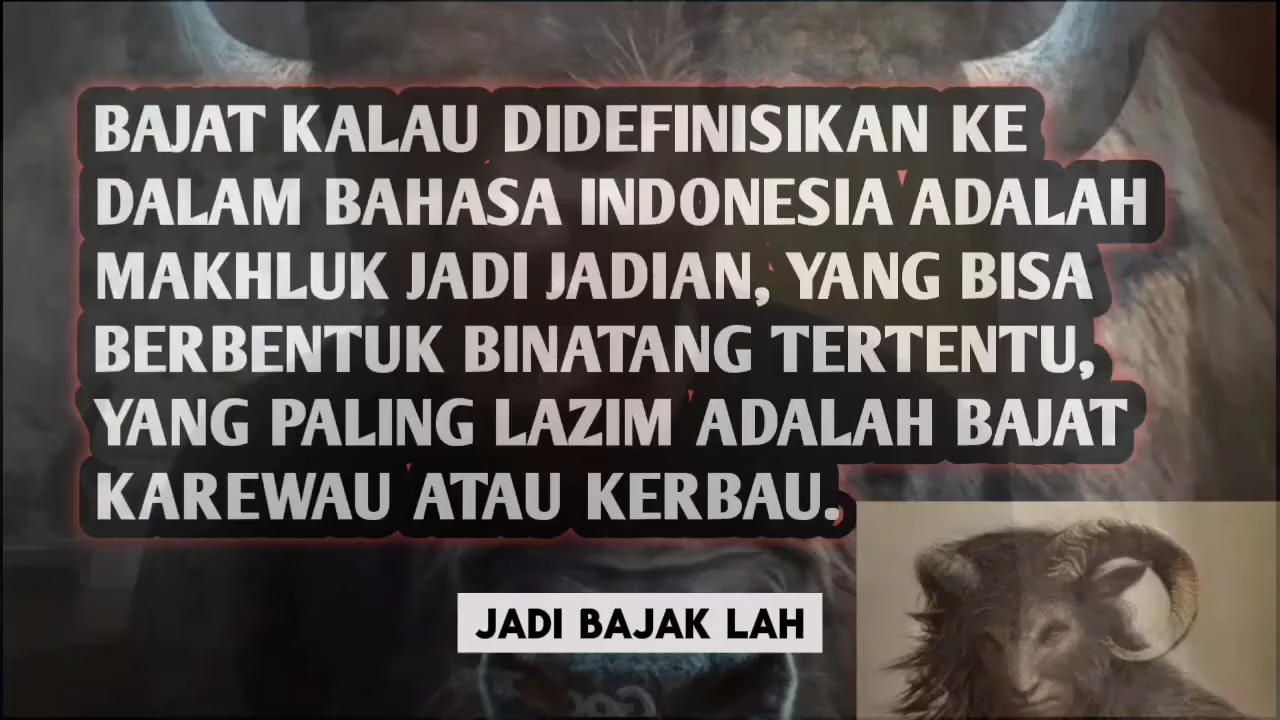 BAJAT KALAU DIDEFINISIKAN KE
DALAM BAHASA INDONESIA ADALAH
MAKHLUK JADI JADIAN, YANG BISA
BERBENTUK BINATANG TERTENTU,
YANG PALING LAZIM ADALAH BAJAT
KAREWAU ATAU KERBAU.
JADI BAJAK LAH